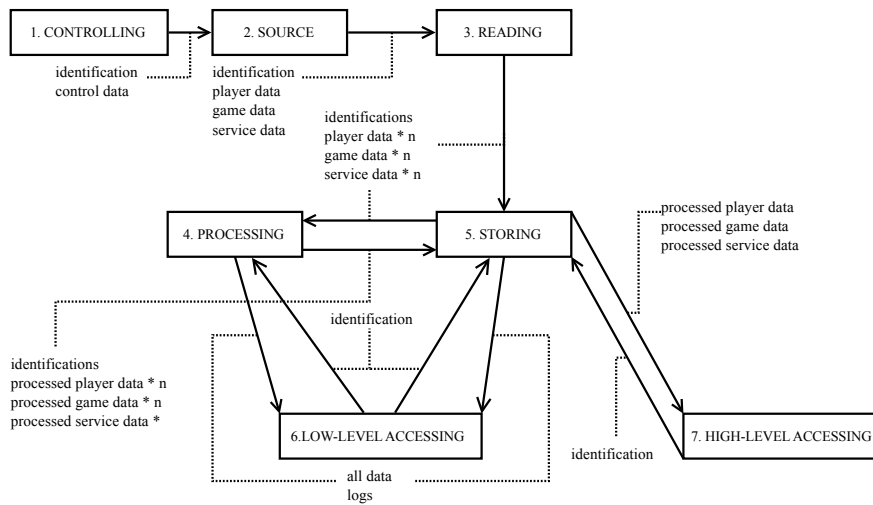 1. CONTROLLING
2. SOURCE
3. READING
identification
control data
identification
player data
game data
service data
identifications
player data * n
game data * n
service data * n
processed player data
processed game data
processed service data
4. PROCESSING
5. STORING
identification
identifications
processed player data * n
processed game data * n
processed service data *
6.LOW-LEVEL ACCESSING
7. HIGH-LEVEL ACCESSING
identification
all data
logs